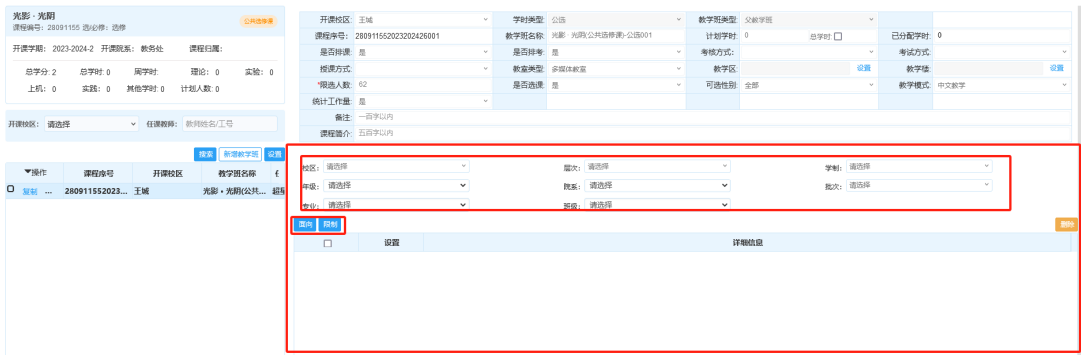 光影 · 光阴
课程编号: 28091155 选/必修: 选修
公共选修课
开课学期: 2023-2024-2 开课院系: 教务处 课程归属:
总学分: 2 总学时: 0 周学时: 理论: 0 实验: 0
上机: 0 实践: 0 其他学时: 0 计划人数: 0
开课校区: 请选择 任课教师: 教师姓名/工号
搜索 新增教学班 设置
▼操作 课程序号 开课校区 教学班名称
复制 ... 280911552023... 王城 光影 · 光阴(公共... 超星
开课校区: 王城 学时类型: 公选 教学班类型: 父教学班
课程序号: 280911552023202426001 教学班名称: 光影 · 光阴(公共选修课)-公选001 计划学时: 0 总学时: 已分配学时: 0
是否排课: 是 是否排考: 是 考核方式: 考试方式:
授课方式: 教室类型: 多媒体教室 教学区: 设置 教学楼: 设置
*限选人数: 62 是否选课: 是 可选性别: 全部 教学模式: 中文教学
统计工作量: 是
备注: 一百字以内
课程简介: 五百字以内
校区: 请选择 层次: 请选择 学制: 请选择
年级: 请选择 院系: 请选择 批次: 请选择
专业: 请选择 班级: 请选择
面向 限制 删除
设置 详细信息